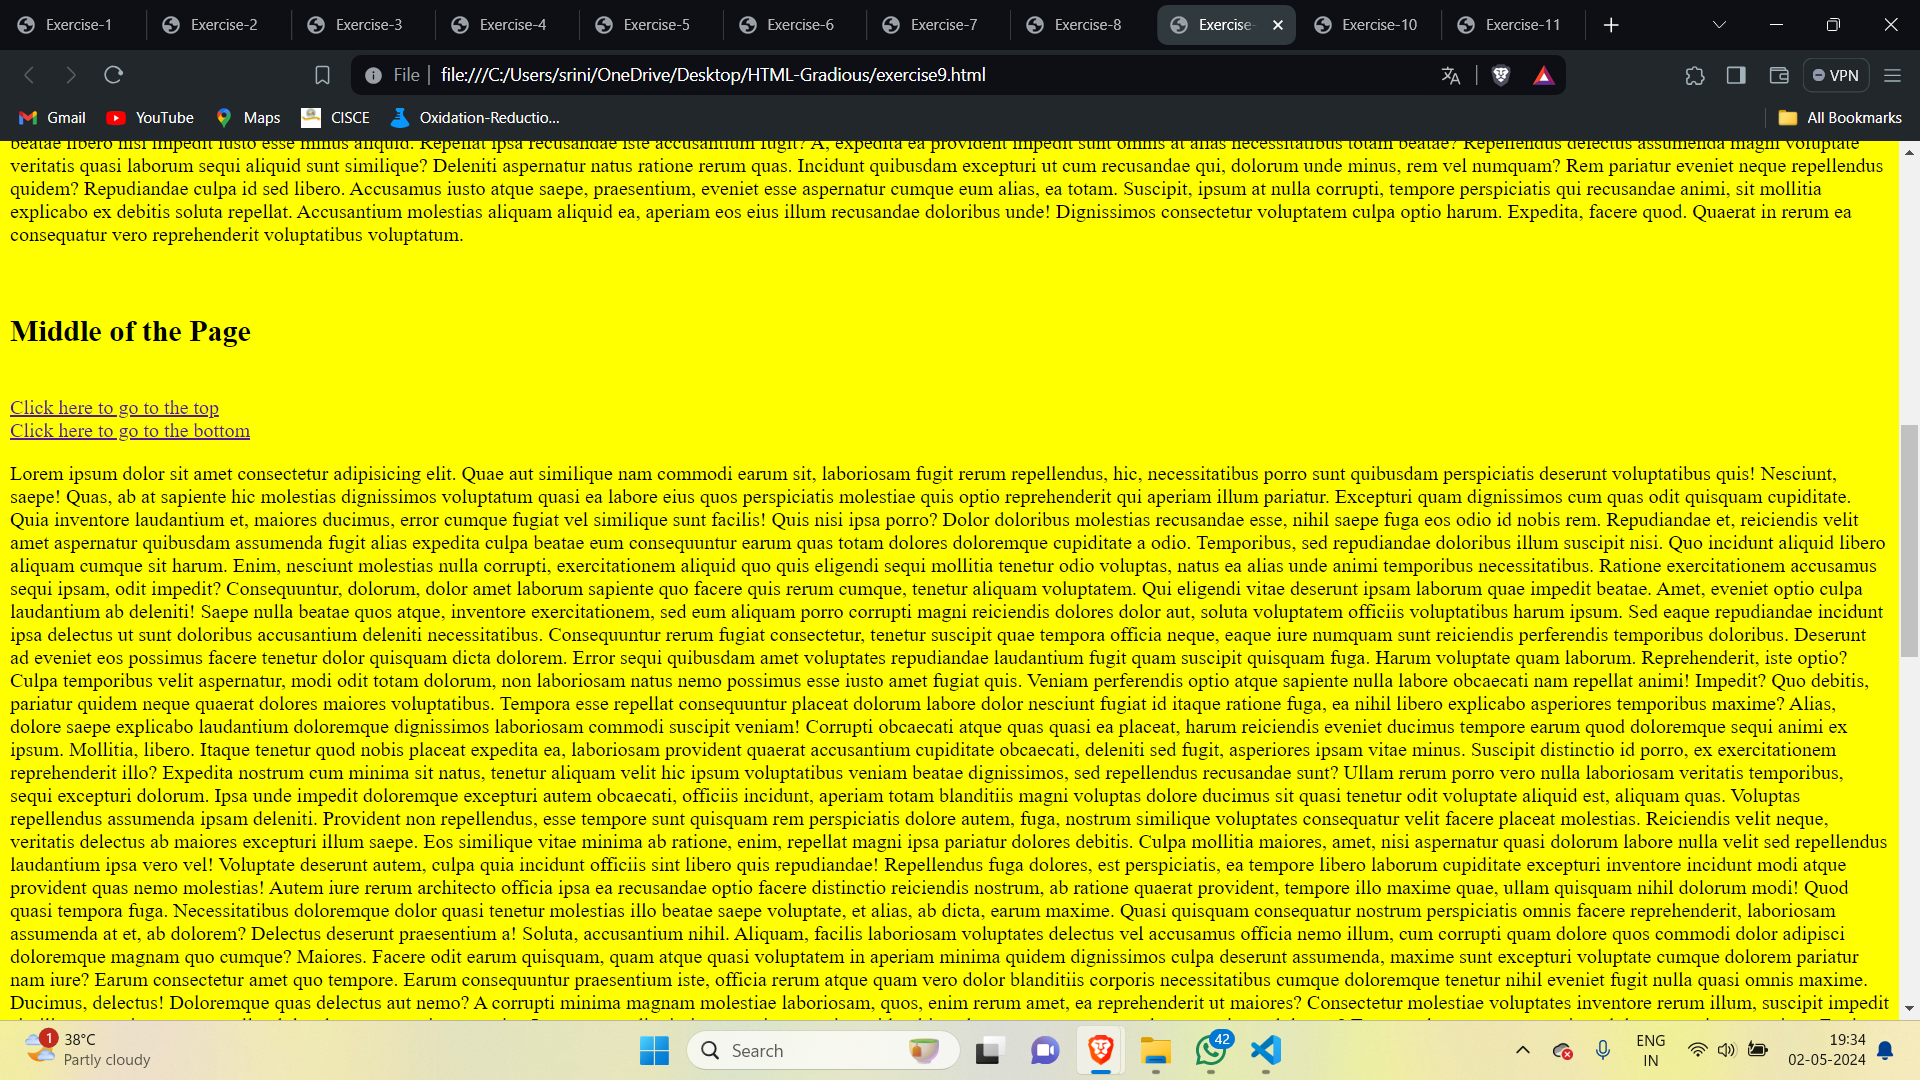 Exercise-1
Exercise-2
Exercise-3
Exercise-4
Exercise-5
Exercise-6
Exercise-7
Exercise-8
Exercise-
Exercise-10
Exercise-11
File
file:///C:/Users/srini/OneDrive/Desktop/HTML-Gradious/exercise9.html
VPN
Gmail
YouTube
Maps
CISCE
Oxidation-Reductio...
All Bookmarks
beatae libero nisi impedit iusto esse minus aliquid. Repellat ipsa recusandae iste accusantium fugit? A, expedita ea provident impedit sunt omnis at alias necessitatibus totam beatae? Repellendus delectus assumenda magni voluptate
veritatis quasi laborum sequi aliquid sunt similique? Deleniti aspernatur natus ratione rerum quas. Incidunt quibusdam excepturi ut cum recusandae qui, dolorum unde minus, rem vel numquam? Rem pariatur eveniet neque repellendus
quidem? Repudiandae culpa id sed libero. Accusamus iusto atque saepe, praesentium, eveniet esse aspernatur cumque eum alias, ea totam. Suscipit, ipsum at nulla corrupti, tempore perspiciatis qui recusandae animi, sit mollitia
explicabo ex debitis soluta repellat. Accusantium molestias aliquam aliquid ea, aperiam eos eius illum recusandae doloribus unde! Dignissimos consectetur voluptatem culpa optio harum. Expedita, facere quod. Quaerat in rerum ea
consequatur vero reprehenderit voluptatibus voluptatum.
Middle of the Page
Click here to go to the top
Click here to go to the bottom
Lorem ipsum dolor sit amet consectetur adipisicing elit. Quae aut similique nam commodi earum sit, laboriosam fugit rerum repellendus, hic, necessitatibus porro sunt quibusdam perspiciatis deserunt voluptatibus quis! Nesciunt,
saepe! Quas, ab at sapiente hic molestias dignissimos voluptatum quasi ea labore eius quos perspiciatis molestiae quis optio reprehenderit qui aperiam illum pariatur. Excepturi quam dignissimos cum quas odit quisquam cupiditate.
Quia inventore laudantium et, maiores ducimus, error cumque fugiat vel similique sunt facilis! Quis nisi ipsa porro? Dolor doloribus molestias recusandae esse, nihil saepe fuga eos odio id nobis rem. Repudiandae et, reiciendis velit
amet aspernatur quibusdam assumenda fugit alias expedita culpa beatae eum consequuntur earum quas totam dolores doloremque cupiditate a odio. Temporibus, sed repudiandae doloribus illum suscipit nisi. Quo incidunt aliquid libero
aliquam cumque sit harum. Enim, nesciunt molestias nulla corrupti, exercitationem aliquid quo quis eligendi sequi mollitia tenetur odio voluptas, natus ea alias unde animi temporibus necessitatibus. Ratione exercitationem accusamus
sequi ipsam, odit impedit? Consequuntur, dolorum, dolor amet laborum sapiente quo facere quis rerum cumque, tenetur aliquam voluptatem. Qui eligendi vitae deserunt ipsam laborum quae impedit beatae. Amet, eveniet optio culpa
laudantium ab deleniti! Saepe nulla beatae quos atque, inventore exercitationem, sed eum aliquam porro corrupti magni reiciendis dolores dolor aut, soluta voluptatem officiis voluptatibus harum ipsum. Sed eaque repudiandae incidunt
ipsa delectus ut sunt doloribus accusantium deleniti necessitatibus. Consequuntur rerum fugiat consectetur, tenetur suscipit quae tempora officia neque, eaque iure numquam sunt reiciendis perferendis temporibus doloribus. Deserunt
ad eveniet eos possimus facere tenetur dolor quisquam dicta dolorem. Error sequi quibusdam amet voluptates repudiandae laudantium fugit quam suscipit quisquam fuga. Harum voluptate quam laborum. Reprehenderit, iste optio?
Culpa temporibus velit aspernatur, modi odit totam dolorum, non laboriosam natus nemo possimus esse iusto amet fugiat quis. Veniam perferendis optio atque sapiente nulla labore obcaecati nam repellat animi! Impedit? Quo debitis,
pariatur quidem neque quaerat dolores maiores voluptatibus. Tempora esse repellat consequuntur placeat dolorum labore dolor nesciunt fugiat id itaque ratione fuga, ea nihil libero explicabo asperiores temporibus maxime? Alias,
dolore saepe explicabo laudantium doloremque dignissimos laboriosam commodi suscipit veniam! Corrupti obcaecati atque quas quasi ea placeat, harum reiciendis eveniet ducimus tempore earum quod doloremque sequi animi ex
ipsum. Mollitia, libero. Itaque tenetur quod nobis placeat expedita ea, laboriosam provident quaerat accusantium cupiditate obcaecati, deleniti sed fugit, asperiores ipsam vitae minus. Suscipit distinctio id porro, ex exercitationem
reprehenderit illo? Expedita nostrum cum minima sit natus, tenetur aliquam velit hic ipsum voluptatibus veniam beatae dignissimos, sed repellendus recusandae sunt? Ullam rerum porro vero nulla laboriosam veritatis temporibus,
sequi excepturi dolorum. Ipsa unde impedit doloremque excepturi autem obcaecati, officiis incidunt, aperiam totam blanditiis magni voluptas dolore ducimus sit quasi tenetur odit voluptate aliquid est, aliquam quas. Voluptas
repellendus assumenda ipsam deleniti. Provident non repellendus, esse tempore sunt quisquam rem perspiciatis dolore autem, fuga, nostrum similique voluptates consequatur velit facere placeat molestias. Reiciendis velit neque,
veritatis delectus ab maiores excepturi illum saepe. Eos similique vitae minima ab ratione, enim, repellat magni ipsa pariatur dolores debitis. Culpa mollitia maiores, amet, nisi aspernatur quasi dolorum labore nulla velit sed repellendus
laudantium ipsa vero vel! Voluptate deserunt autem, culpa quia incidunt officiis sint libero quis repudiandae! Repellendus fuga dolores, est perspiciatis, ea tempore libero laborum cupiditate excepturi inventore incidunt modi atque
provident quas nemo molestias! Autem iure rerum architecto officia ipsa ea recusandae optio facere distinctio reiciendis nostrum, ab ratione quaerat provident, tempore illo maxime quae, ullam quisquam nihil dolorum modi! Quod
quasi tempora fuga. Necessitatibus doloremque dolor quasi tenetur molestias illo beatae saepe voluptate, et alias, ab dicta, earum maxime. Quasi quisquam consequatur nostrum perspiciatis omnis facere reprehenderit, laboriosam
assumenda at et, ab dolorem? Delectus deserunt praesentium a! Soluta, accusantium nihil. Aliquam, facilis laboriosam voluptates delectus vel accusamus officia nemo illum, cum corrupti quam dolore quos commodi dolor adipisci
doloremque magnam quo cumque? Maiores. Facere odit earum quisquam, quam atque quasi voluptatem in aperiam minima quidem dignissimos culpa deserunt assumenda, maxime sunt excepturi voluptate cumque dolorem pariatur
nam iure? Earum consectetur amet quo tempore. Earum consequuntur praesentium iste, officia rerum atque quam vero dolor blanditiis corporis necessitatibus cumque doloremque tenetur nihil eveniet fugit nulla quasi omnis maxime.
Ducimus, delectus! Doloremque quas delectus aut nemo? A corrupti minima magnam molestiae laboriosam, quos, enim rerum amet, ea reprehenderit ut maiores? Consectetur molestiae voluptates inventore rerum illum, suscipit impedit
1
38°C
Partly cloudy
Search
42
ENG
IN
19:34
02-05-2024